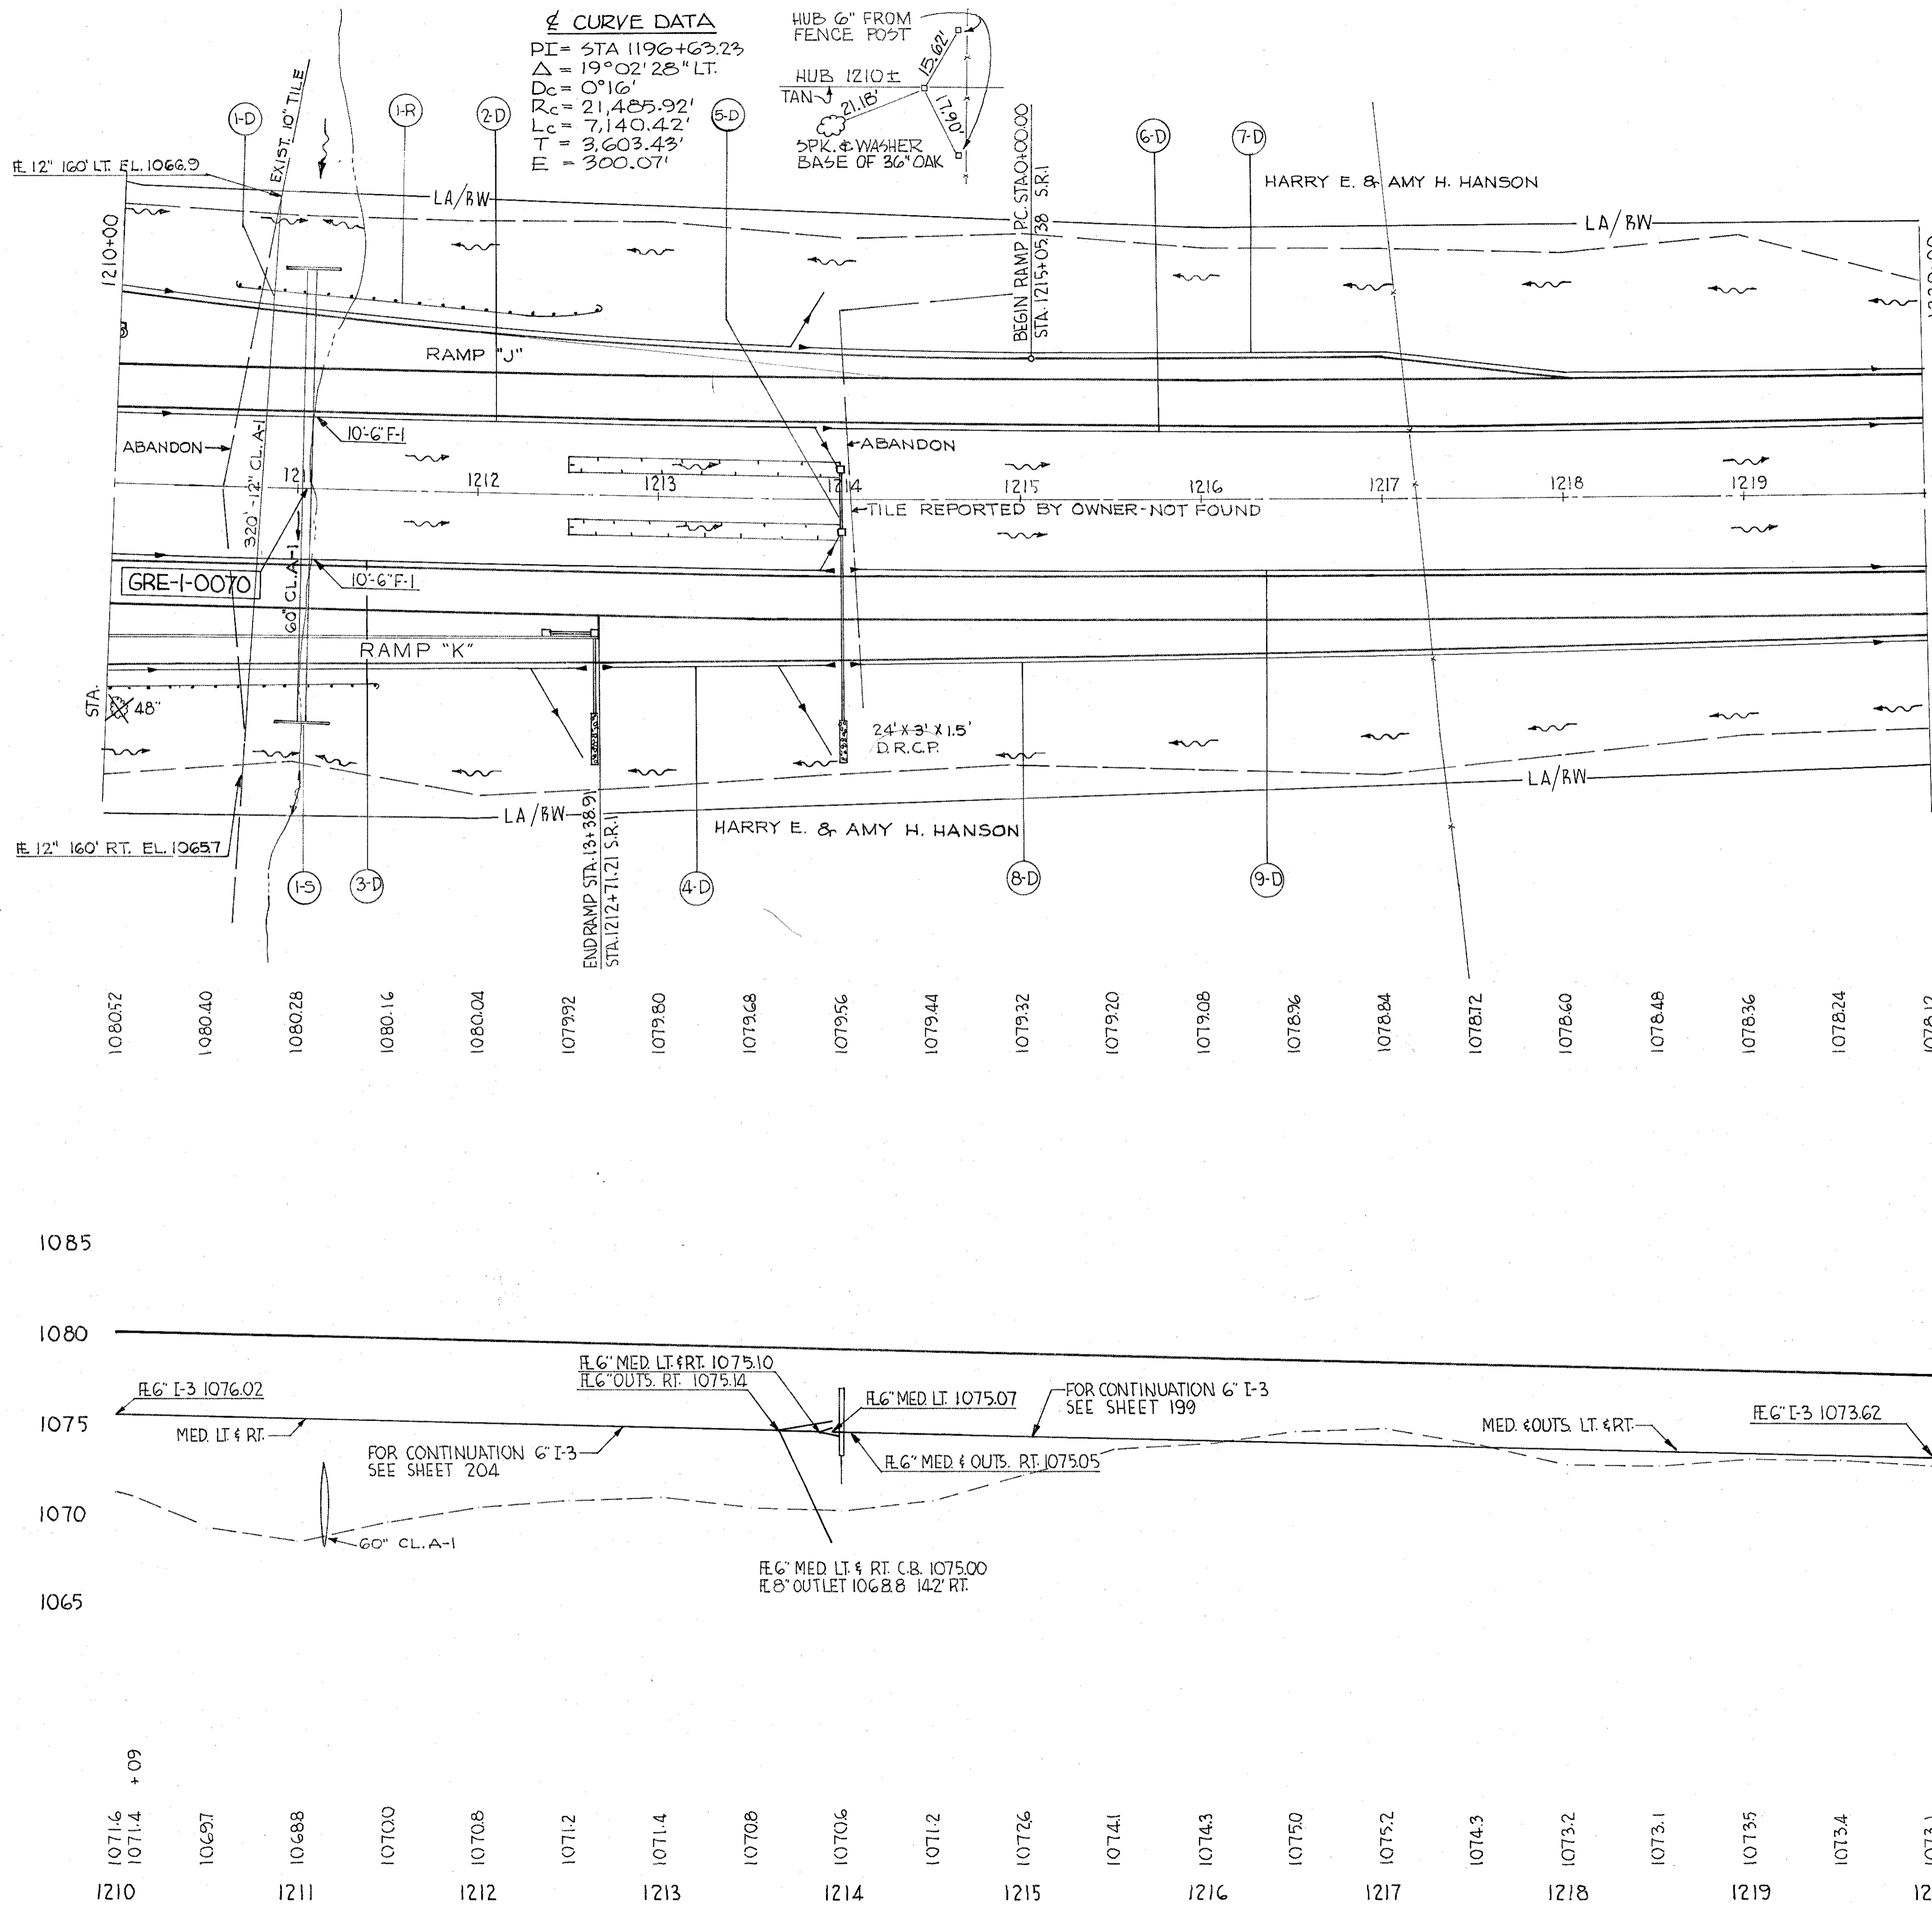 ℄ CURVE DATA
PI= STA 1196+63.23
Δ = 19°02'28" LT.
Dc = 0°16'
Rc = 21,485.92'
Lc = 7,140.42'
T = 3,603.43'
E = 300.07'
HUB 6" FROM
FENCE POST
15.62'
HUB 1210±
TAN
21.18'
17.90'
SPK. & WASHER
BASE OF 36" OAK
1-D
EXIST. 10" TILE
1-R
2-D
5-D
BEGIN RAMP P.C. STA.0+00.00
STA. 1215+05.38 S.R.1
6-D
7-D
HARRY E. & AMY H. HANSON
12" 160' LT. EL. 1066.9
LA/RW
LA/RW
1210+00
RAMP "J"
10'-6" F-1
ABANDON
ABANDON
320' - 12" CL. A-1
1212
1213
1214
1215
1216
1217
1218
1219
TILE REPORTED BY OWNER-NOT FOUND
GRE-1-0070
60" CL. A-1
10'-6" F-1
RAMP "K"
STA.
48"
24' X 3' X 1.5'
D.R.C.P.
LA/RW
LA/RW
HARRY E. & AMY H. HANSON
12" 160' RT. EL. 1065.7
1-S
3-D
END RAMP STA. 13+38.91
STA. 1212+71.21 S.R.1
4-D
8-D
9-D
1080.52 1080.40 1080.28 1080.16 1080.04 1079.92 1079.80 1079.68 1079.56 1079.44 1079.32 1079.20 1079.08 1078.96 1078.84 1078.72 1078.60 1078.48 1078.36 1078.24 1078.12
1085
1080
FL 6" MED. LT. & RT. 1075.10
FL 6" OUTS. RT. 1075.14
FL 6" I-3 1076.02
FL 6" MED. LT. 1075.07
FOR CONTINUATION 6" I-3
SEE SHEET 199
1075
MED. LT. & RT.
MED. & OUTS. LT. & RT.
FL 6" I-3 1073.62
FOR CONTINUATION 6" I-3
SEE SHEET 204
FL 6" MED. & OUTS. RT. 1075.05
1070
60" CL. A-1
FL 6" MED. LT. & RT. C.B. 1075.00
FL 8" OUTLET 1068.8 142' RT.
1065
+09
1071.6 1071.4 1069.7 1068.8 1070.0 1070.8 1071.2 1071.4 1070.8 1070.6 1071.2 1072.6 1074.1 1074.3 1075.0 1075.2 1074.3 1073.2 1073.1 1073.5 1073.4 1073.1
1210 1211 1212 1213 1214 1215 1216 1217 1218 1219